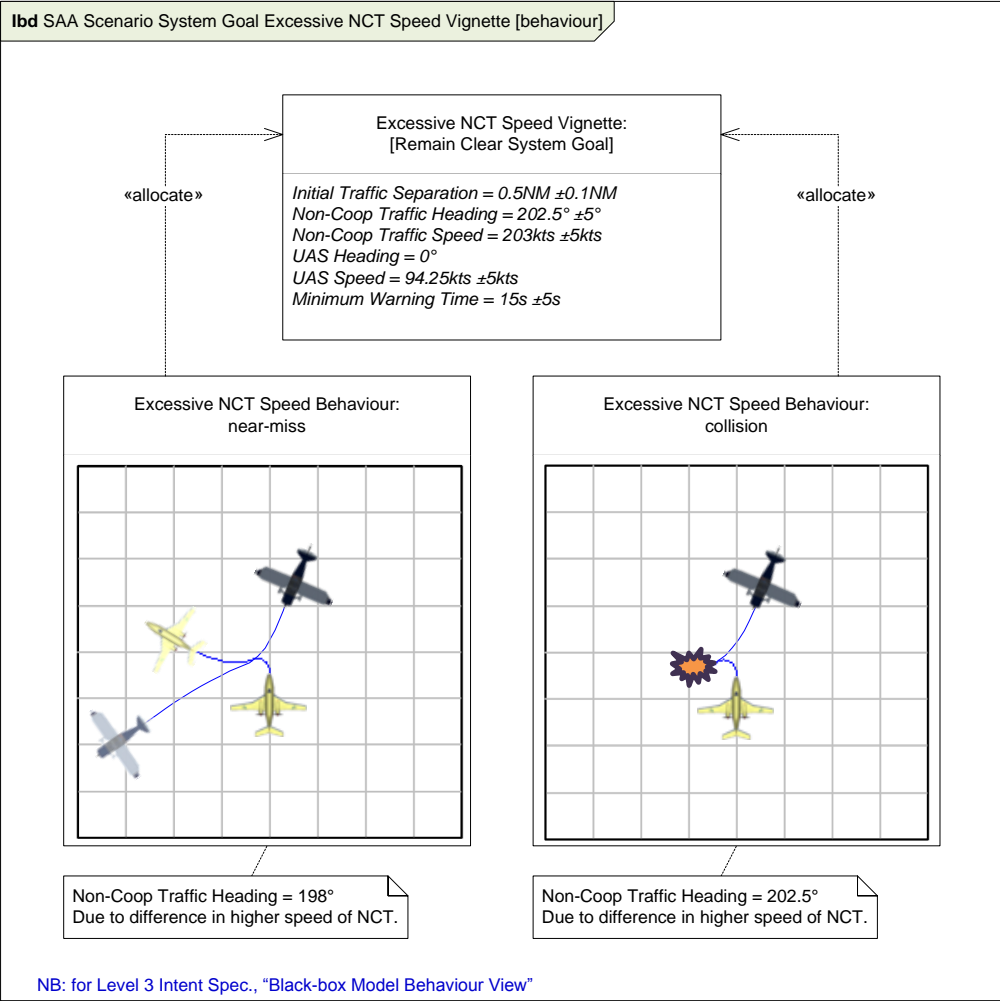 Ibd SAA Scenario System Goal Excessive NCT Speed Vignette [behaviour]
Excessive NCT Speed Vignette:
[Remain Clear System Goal]
«allocate»
«allocate»
Initial Traffic Separation = 0.5NM ±0.1NM
Non-Coop Traffic Heading = 202.5° ±5°
Non-Coop Traffic Speed = 203kts ±5kts
UAS Heading = 0°
UAS Speed = 94.25kts ±5kts
Minimum Warning Time = 15s ±5s
Excessive NCT Speed Behaviour:
near-miss
Excessive NCT Speed Behaviour:
collision
Non-Coop Traffic Heading = 198°
Due to difference in higher speed of NCT.
Non-Coop Traffic Heading = 202.5°
Due to difference in higher speed of NCT.
NB: for Level 3 Intent Spec., “Black-box Model Behaviour View”